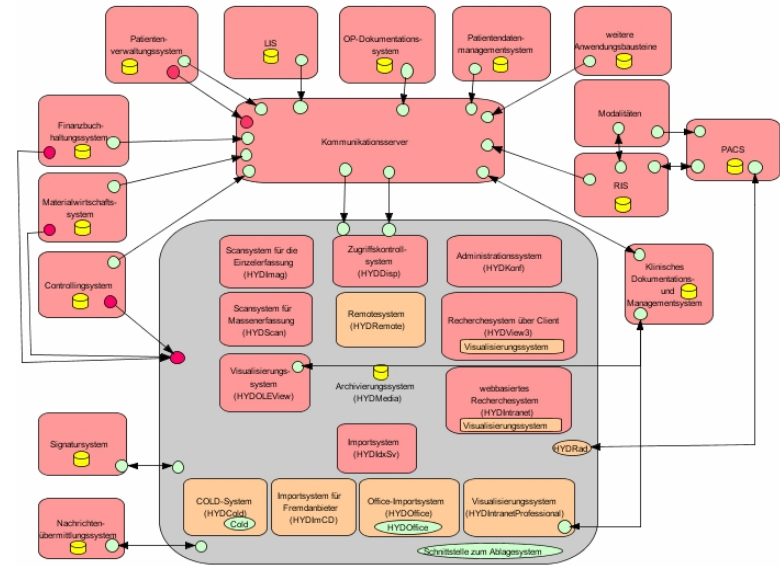 Patienten-
verwaltungssystem
LIS
OP-Dokumentations-
system
Patientendaten-
managementsystem
weitere
Anwendungsbausteine
Finanzbuch-
haltungssystem
Kommunikationsserver
Modalitäten
PACS
RIS
Materialwirtschafts-
system
Controllingsystem
Klinisches
Dokumentations-
und
Managementsystem
Scansystem für die
Einzelerfassung
(HYDImag)
Zugriffskontroll-
system
(HYDDisp)
Administrationssystem
(HYDKonf)
Scansystem für
Massenerfassung
(HYDScan)
Remotesystem
(HYDRemote)
Recherchesystem über Client
(HYDView3)
Visualisierungssystem
Visualisierungs-
system
(HYDOLEView)
Archivierungssystem
(HYDMedia)
webbasiertes
Recherchesystem
(HYDIntranet)
Visualisierungssystem
Importsystem
(HYDIdxSv)
HYDRad
Signatursystem
COLD-System
(HYDCold)
Cold
Importsystem für
Fremdanbieter
(HYDImCD)
Office-Importsystem
(HYDOffice)
HYDOffice
Visualisierungssystem
(HYDIntranetProfessional)
Nachrichten-
übermittlungssystem
Schnittstelle zum Ablagesystem